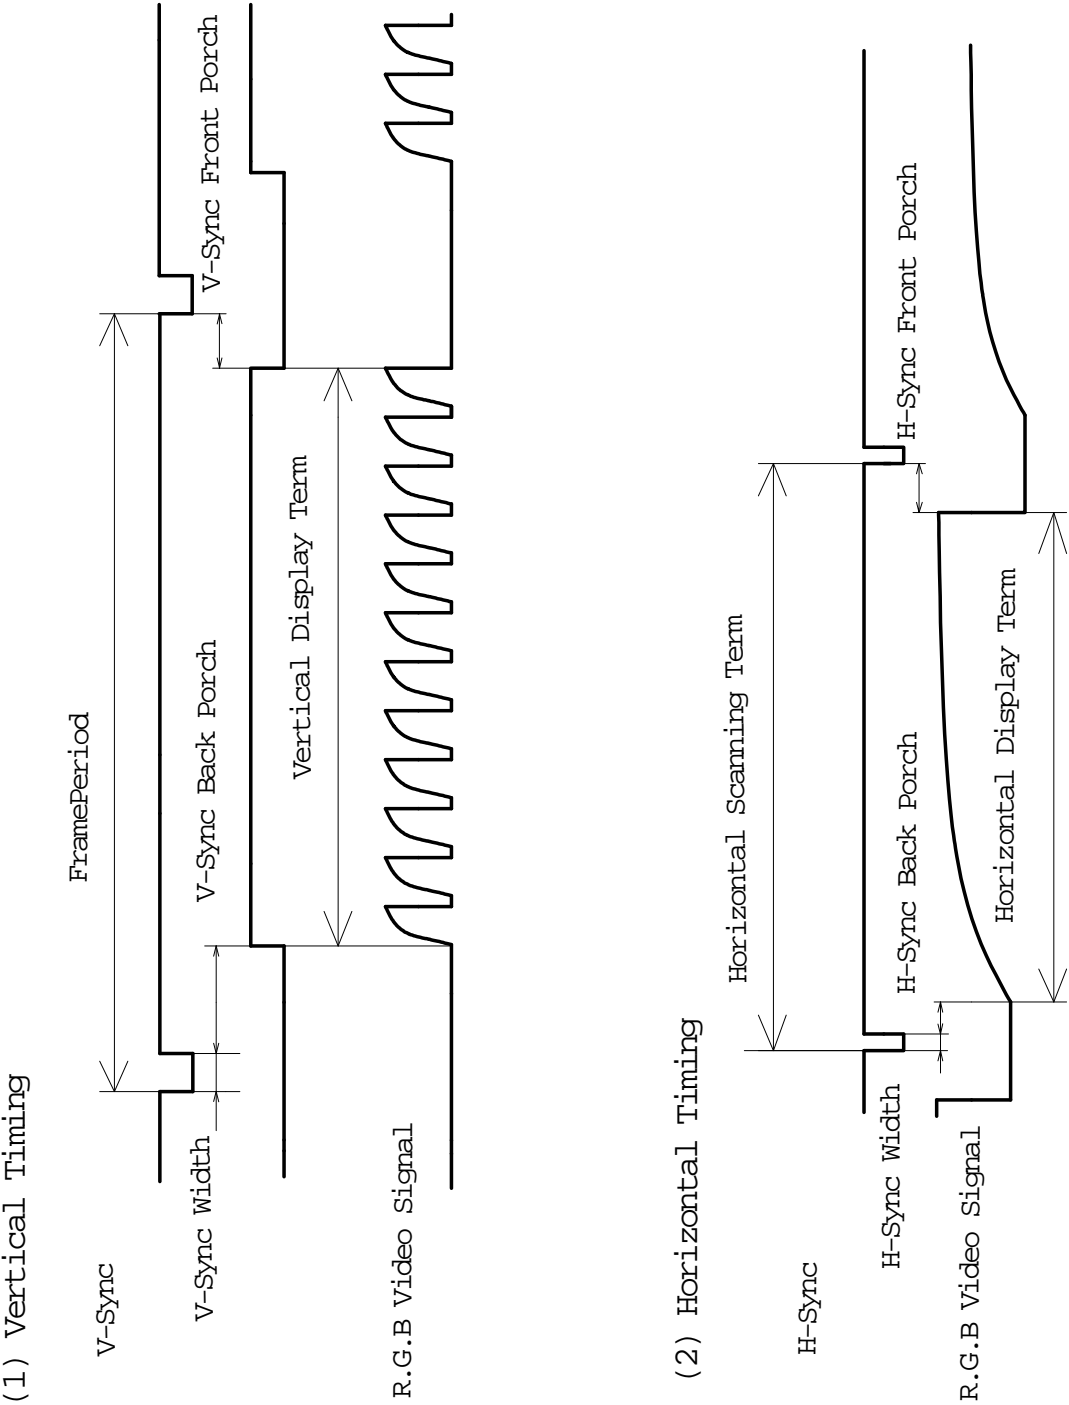 (1) Vertical Timing
FramePeriod
V-Sync
V-Sync Width
V-Sync Back Porch
V-Sync Front Porch
Vertical Display Term
R.G.B Video Signal
(2) Horizontal Timing
Horizontal Scanning Term
H-Sync
H-Sync Width
H-Sync Back Porch
H-Sync Front Porch
R.G.B Video Signal
Horizontal Display Term